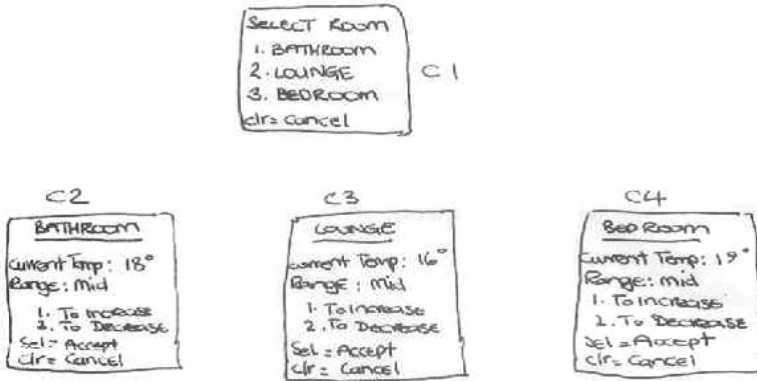 SELECT ROOM
1. BATHROOM
2. LOUNGE
3. BEDROOM
clr = Cancel
C1
C2
BATHROOM
Current Temp: 18°
Range: Mid
1. To Increase
2. To Decrease
Sel = Accept
Clr = Cancel
C3
LOUNGE
Current Temp: 16°
Range: Mid
1. To Increase
2. To Decrease
Sel = Accept
Clr = Cancel
C4
BEDROOM
Current Temp: 19°
Range: Mid
1. To Increase
2. To Decrease
Sel = Accept
Clr = Cancel